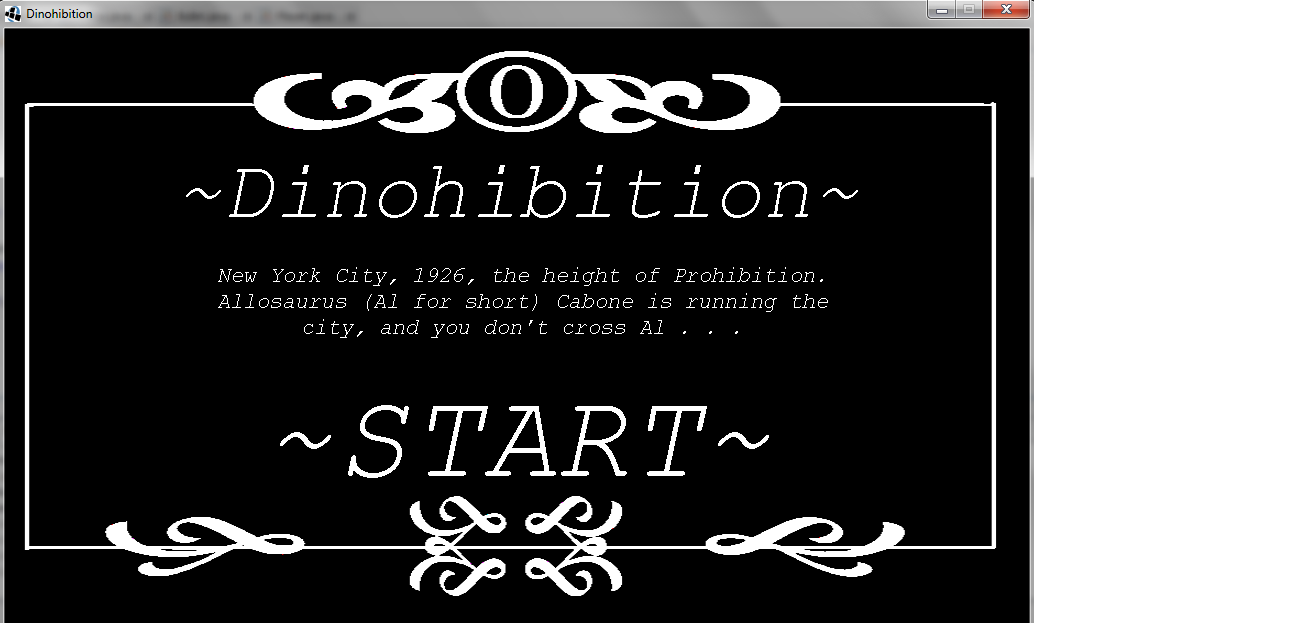 Dinohibition
O
~Dinohibition~
New York City, 1926, the height of Prohibition.
Allosaurus (Al for short) Cabone is running the
city, and you don't cross Al . . .
~START~